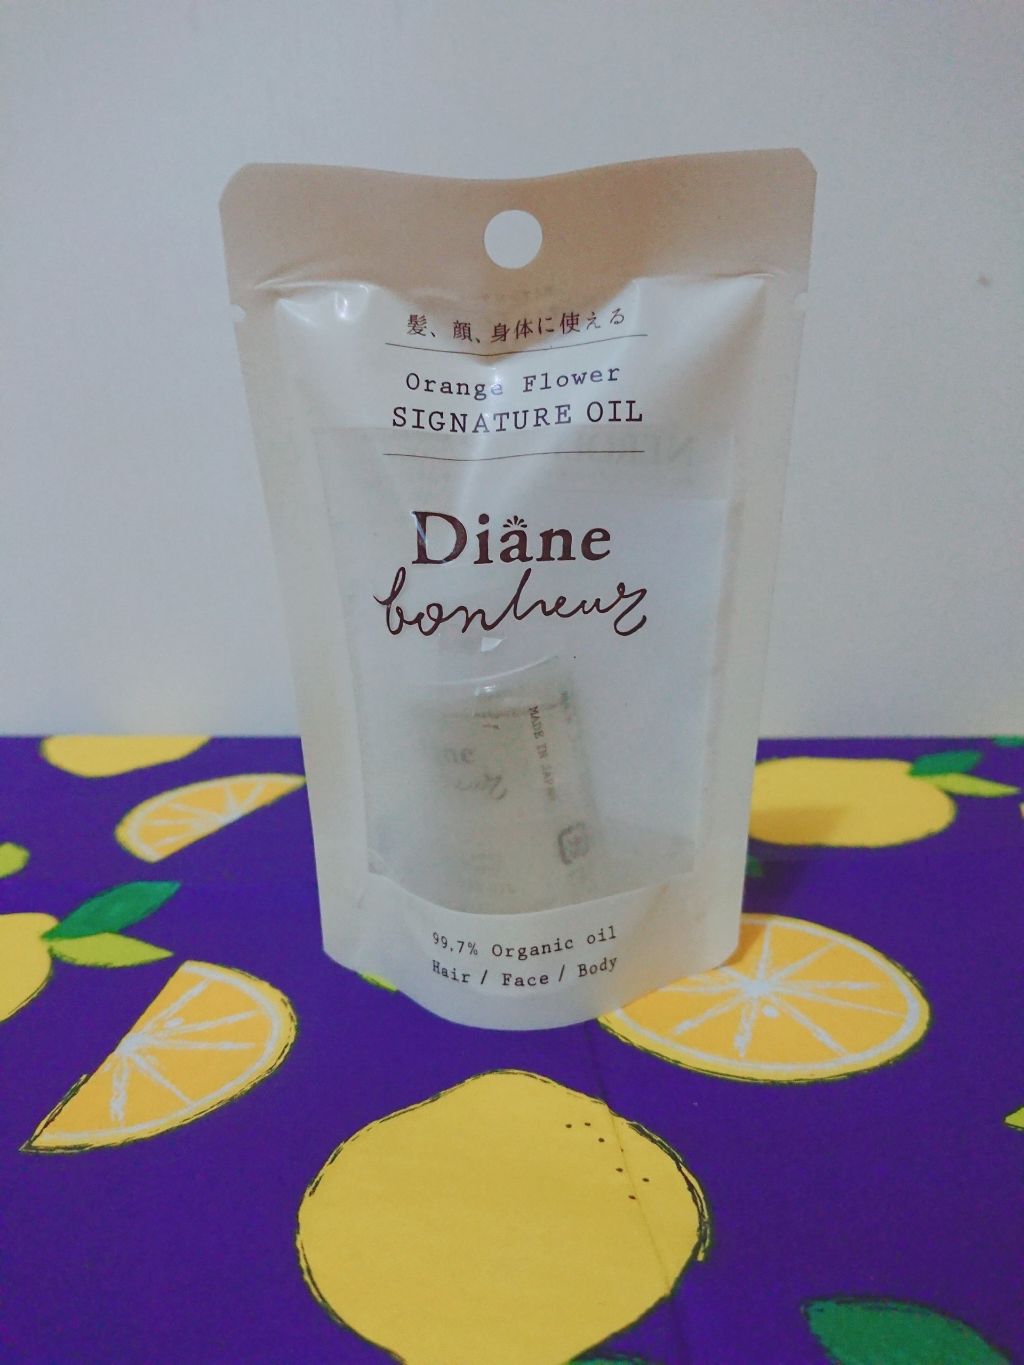 髪、顔、身体に使える
Orange Flower
SIGNATURE OIL
Diane
bonheur
MADE IN JAPAN
99.7% Organic oil
Hair / Face / Body